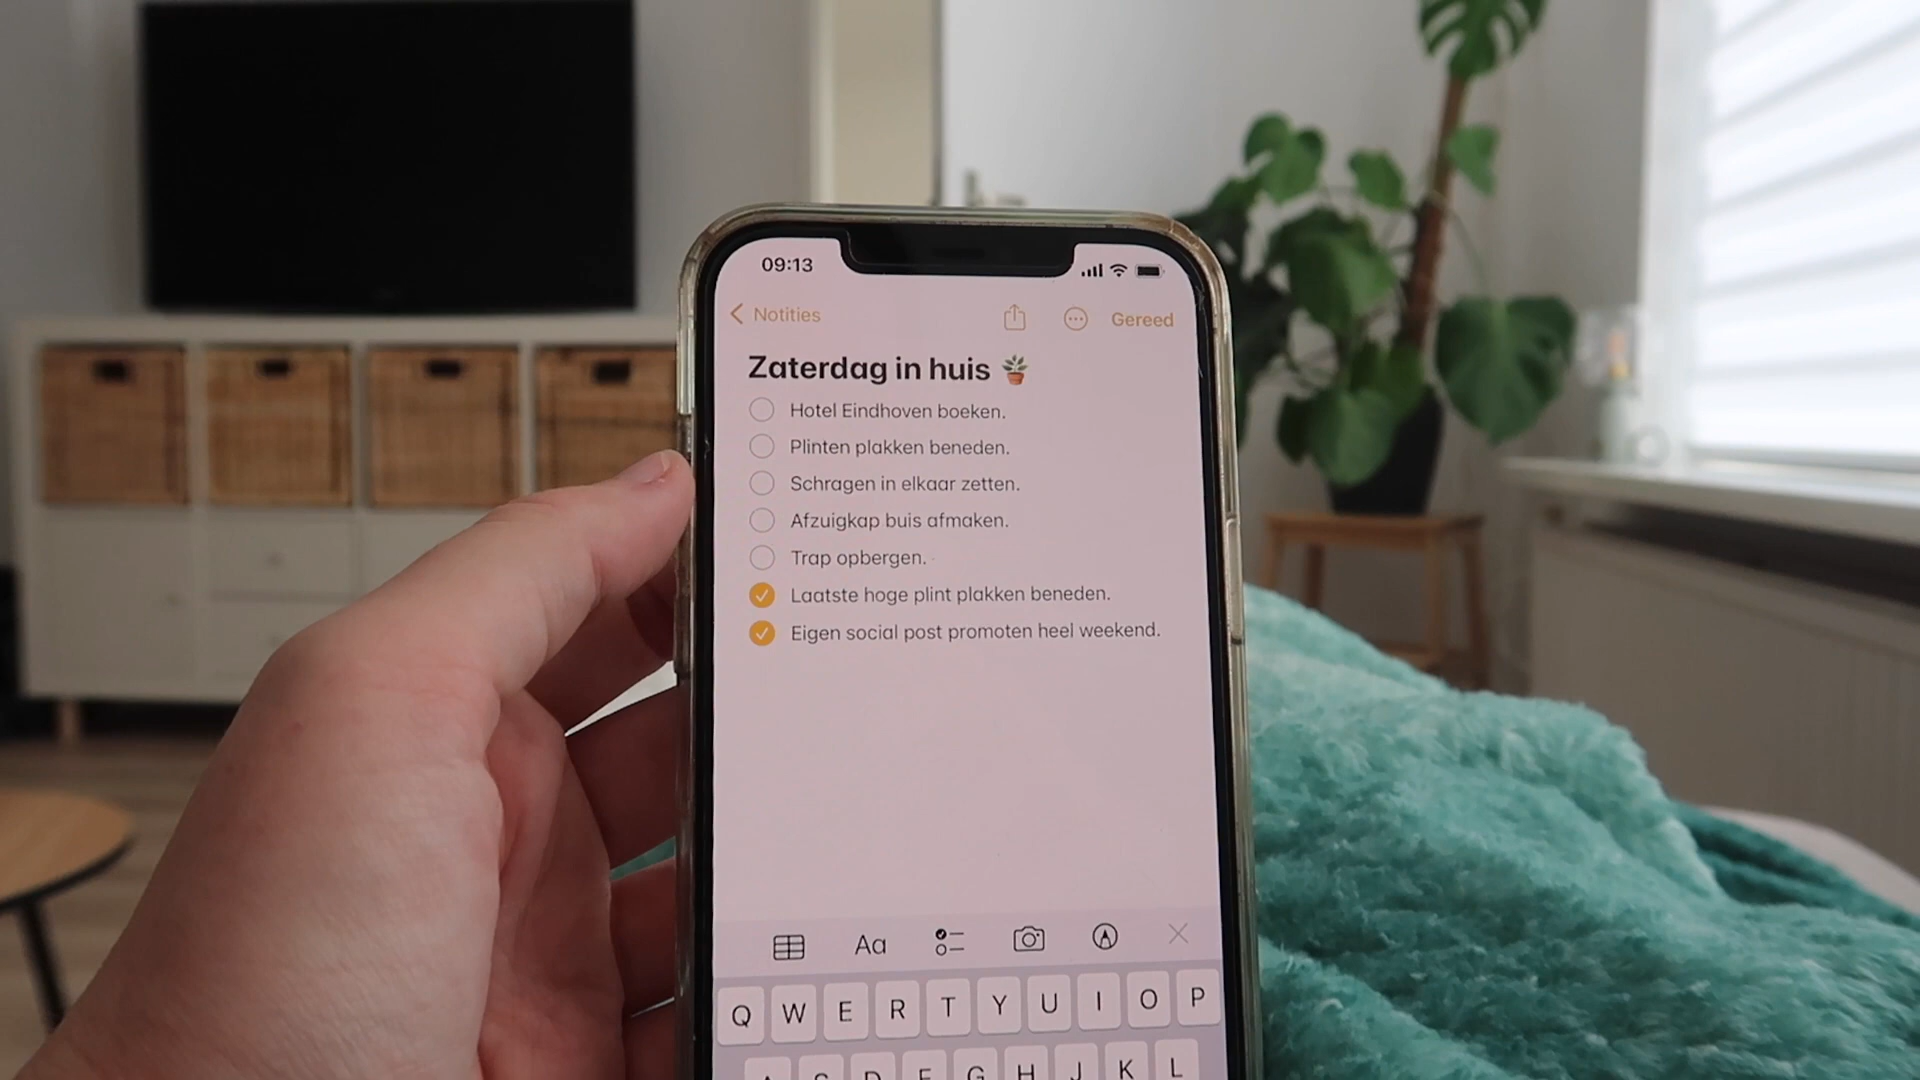 09:13
Notities
Gereed
Zaterdag in huis 🪴
Hotel Eindhoven boeken.
Plinten plakken beneden.
Schragen in elkaar zetten.
Afzuigkap buis afmaken.
Trap opbergen.
Laatste hoge plint plakken beneden.
Eigen social post promoten heel weekend.
Aa
Q W E R T Y U I O P
A S D F G H J K L